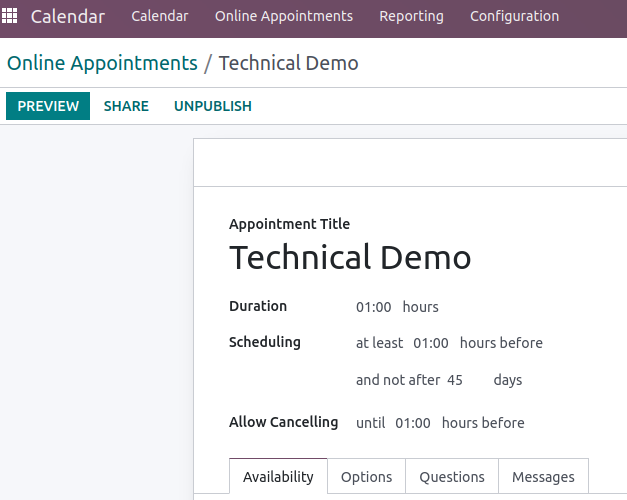 Calendar Calendar Online Appointments Reporting Configuration
Online Appointments / Technical Demo
PREVIEW SHARE UNPUBLISH
Appointment Title
Technical Demo
Duration 01:00 hours
Scheduling at least 01:00 hours before
and not after 45 days
Allow Cancelling until 01:00 hours before
Availability Options Questions Messages